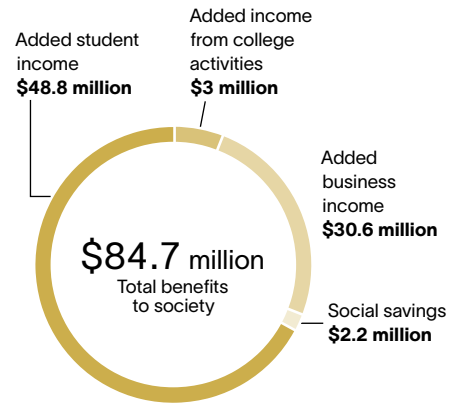 Added income
from college
activities
$3 million
Added student
income
$48.8 million
Added
business
income
$30.6 million
$84.7 million
Total benefits
to society
Social savings
$2.2 million